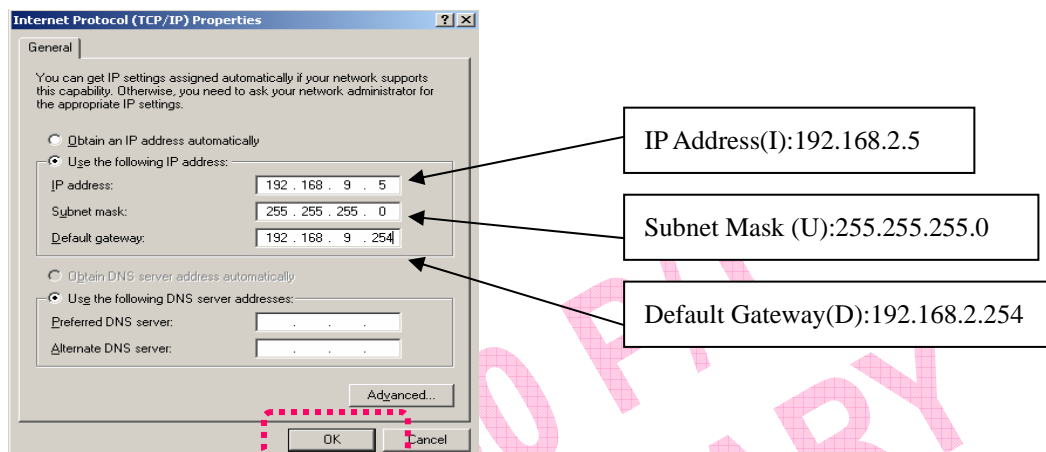 Internet Protocol (TCP/IP) Properties
General
You can get IP settings assigned automatically if your network supports
this capability. Otherwise, you need to ask your network administrator for
the appropriate IP settings.
Obtain an IP address automatically
Use the following IP address:
IP address: 192 . 168 . 9 . 5
Subnet mask: 255 . 255 . 255 . 0
Default gateway: 192 . 168 . 9 . 254
Obtain DNS server address automatically
Use the following DNS server addresses:
Preferred DNS server: . . .
Alternate DNS server: . . .
Advanced...
OK Cancel
IP Address(I):192.168.2.5
Subnet Mask (U):255.255.255.0
Default Gateway(D):192.168.2.254